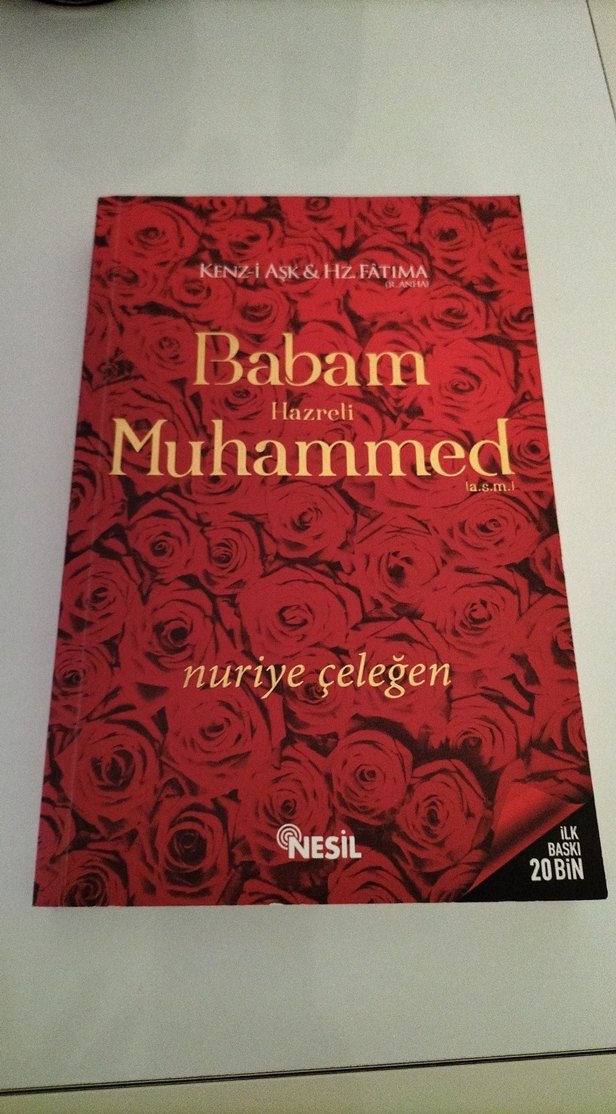 KENZ-İ AŞK & HZ. FÂTIMA
(R. ANHA)
Babam
Hazreti
Muhammed
(a.s.m.)
nuriye çeleğen
NESİL
İLK
BASKI
20 BİN